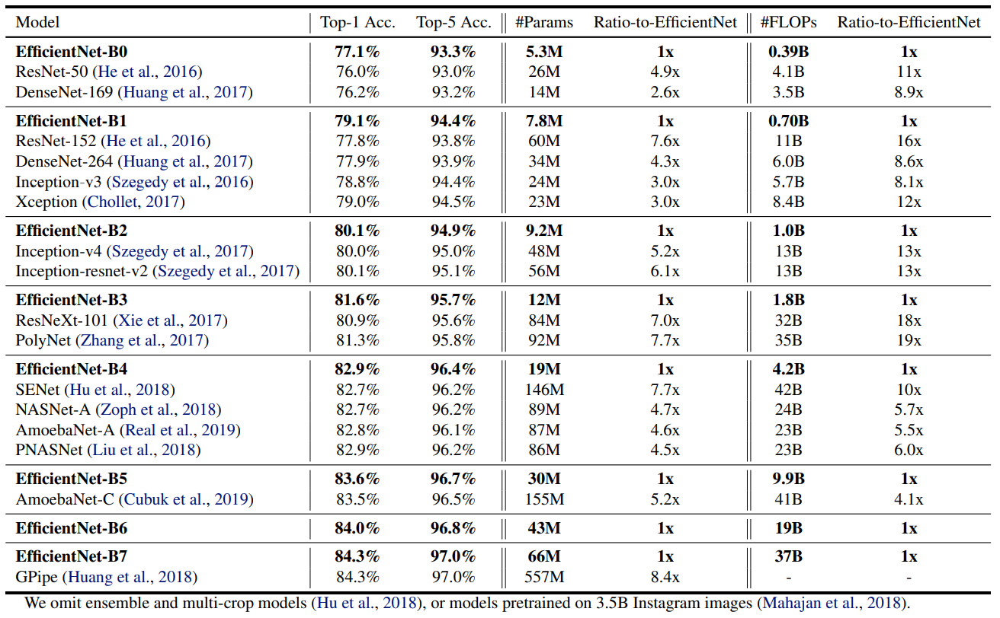 Model Top-1 Acc. Top-5 Acc. #Params Ratio-to-EfficientNet #FLOPs Ratio-to-EfficientNet
EfficientNet-B0 77.1% 93.3% 5.3M 1x 0.39B 1x
ResNet-50 (He et al., 2016) 76.0% 93.0% 26M 4.9x 4.1B 11x
DenseNet-169 (Huang et al., 2017) 76.2% 93.2% 14M 2.6x 3.5B 8.9x
EfficientNet-B1 79.1% 94.4% 7.8M 1x 0.70B 1x
ResNet-152 (He et al., 2016) 77.8% 93.8% 60M 7.6x 11B 16x
DenseNet-264 (Huang et al., 2017) 77.9% 93.9% 34M 4.3x 6.0B 8.6x
Inception-v3 (Szegedy et al., 2016) 78.8% 94.4% 24M 3.0x 5.7B 8.1x
Xception (Chollet, 2017) 79.0% 94.5% 23M 3.0x 8.4B 12x
EfficientNet-B2 80.1% 94.9% 9.2M 1x 1.0B 1x
Inception-v4 (Szegedy et al., 2017) 80.0% 95.0% 48M 5.2x 13B 13x
Inception-resnet-v2 (Szegedy et al., 2017) 80.1% 95.1% 56M 6.1x 13B 13x
EfficientNet-B3 81.6% 95.7% 12M 1x 1.8B 1x
ResNeXt-101 (Xie et al., 2017) 80.9% 95.6% 84M 7.0x 32B 18x
PolyNet (Zhang et al., 2017) 81.3% 95.8% 92M 7.7x 35B 19x
EfficientNet-B4 82.9% 96.4% 19M 1x 4.2B 1x
SENet (Hu et al., 2018) 82.7% 96.2% 146M 7.7x 42B 10x
NASNet-A (Zoph et al., 2018) 82.7% 96.2% 89M 4.7x 24B 5.7x
AmoebaNet-A (Real et al., 2019) 82.8% 96.1% 87M 4.6x 23B 5.5x
PNASNet (Liu et al., 2018) 82.9% 96.2% 86M 4.5x 23B 6.0x
EfficientNet-B5 83.6% 96.7% 30M 1x 9.9B 1x
AmoebaNet-C (Cubuk et al., 2019) 83.5% 96.5% 155M 5.2x 41B 4.1x
EfficientNet-B6 84.0% 96.8% 43M 1x 19B 1x
EfficientNet-B7 84.3% 97.0% 66M 1x 37B 1x
GPipe (Huang et al., 2018) 84.3% 97.0% 557M 8.4x - -
We omit ensemble and multi-crop models (Hu et al., 2018), or models pretrained on 3.5B Instagram images (Mahajan et al., 2018).